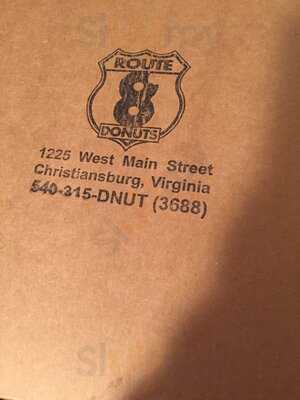 ROUTE
8
DONUTS
1225 West Main Street
Christiansburg, Virginia
540-315-DNUT (3688)